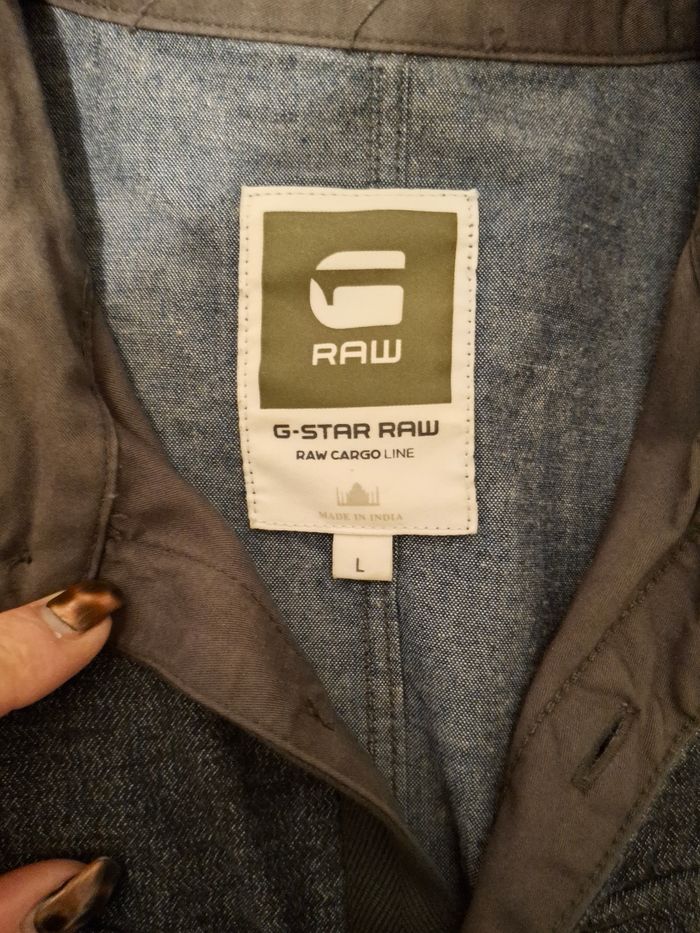 G
RAW
G-STAR RAW
RAW CARGO LINE
MADE IN INDIA
L